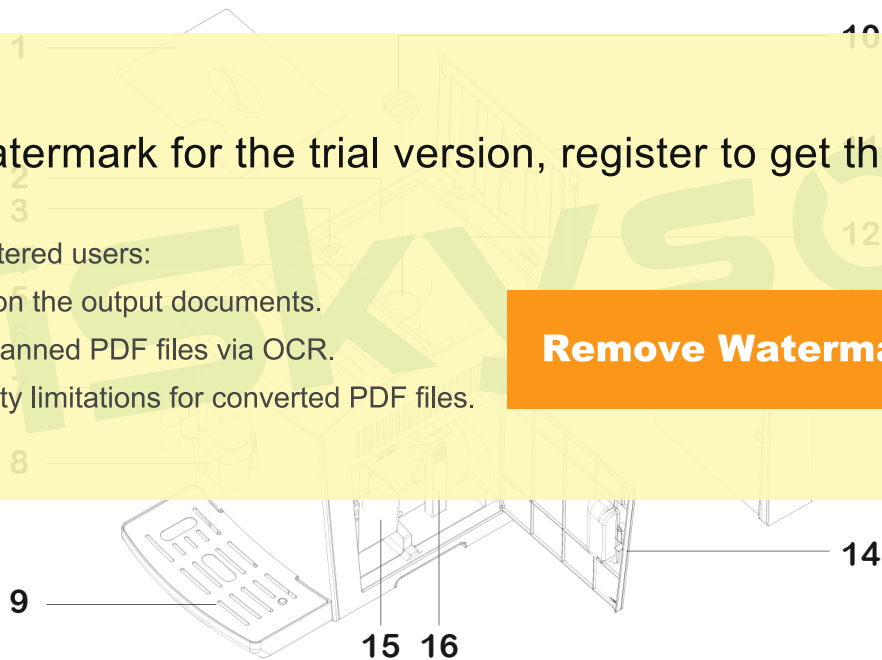 1
10
atermark for the trial version, register to get th
2
3
tered users:
12
on the output documents.
5
anned PDF files via OCR.
Remove Waterma
ty limitations for converted PDF files.
iSkyso
8
14
9
15 16